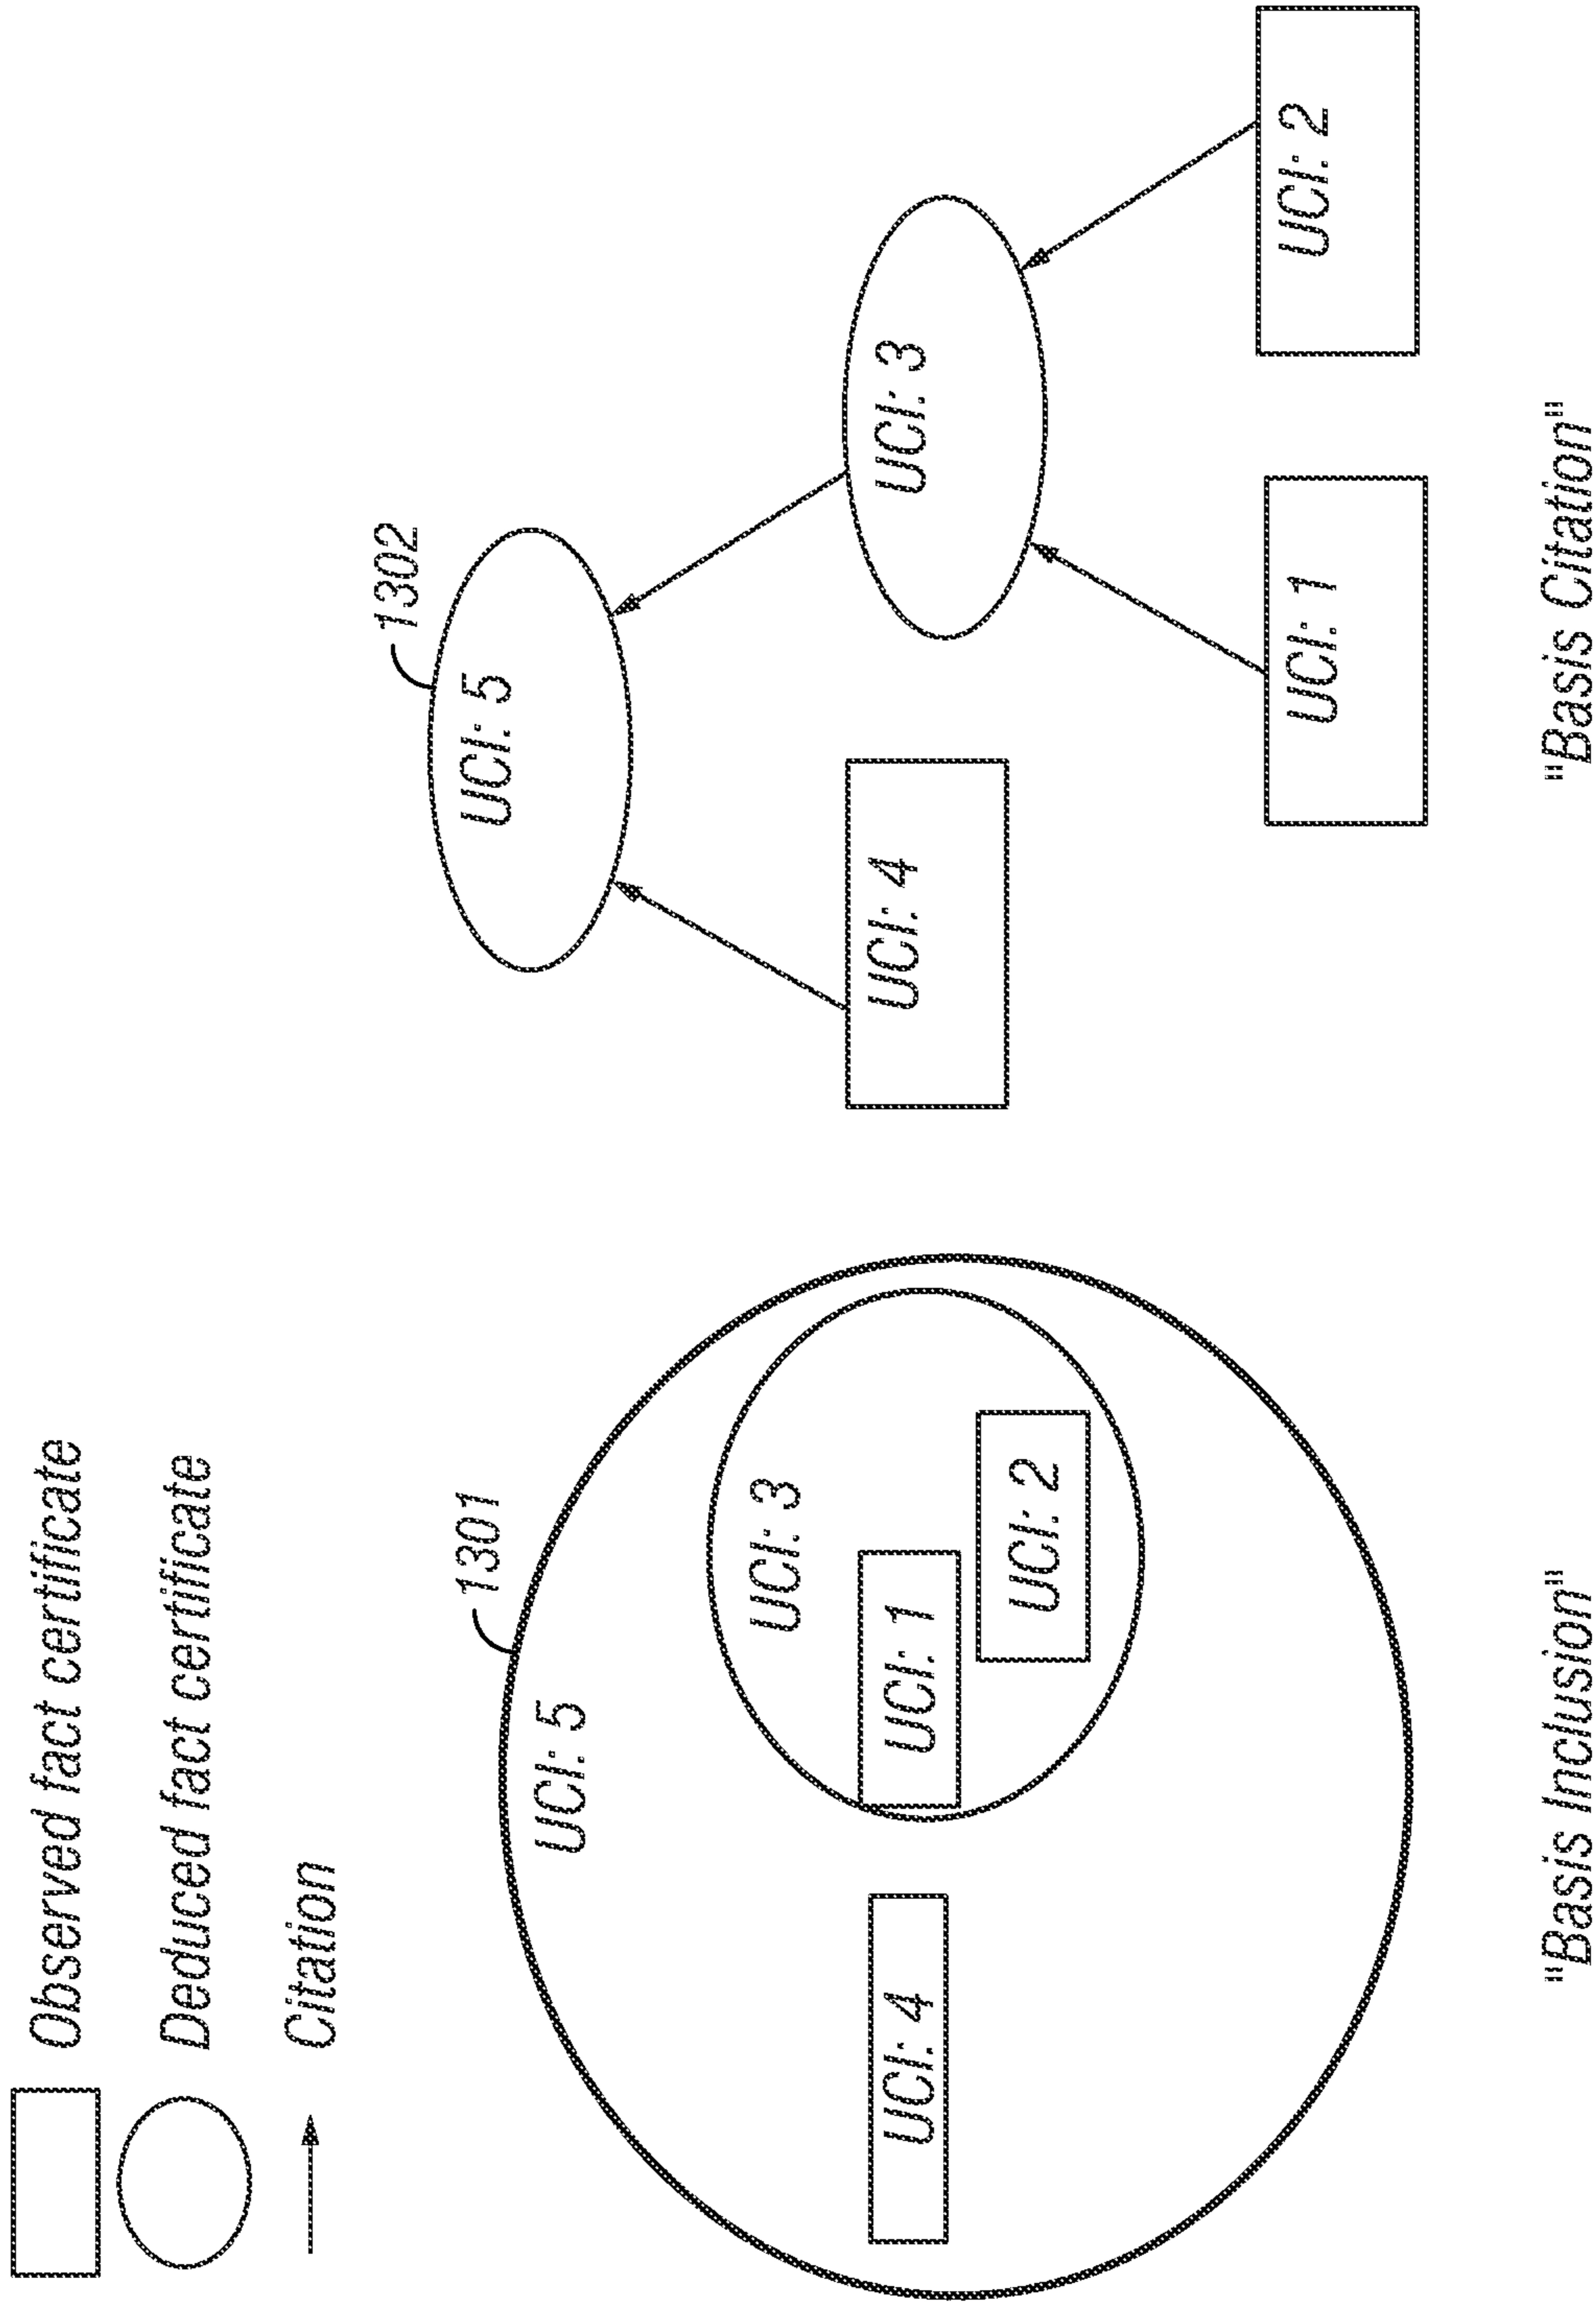 Observed fact certificate
Deduced fact certificate
Citation
1301
UCI: 5
UCI: 3
UCI: 4
UCI: 1
UCI: 2
"Basis Inclusion"
1302
UCI: 5
UCI: 4
UCI: 3
UCI: 1
UCI: 2
"Basis Citation"